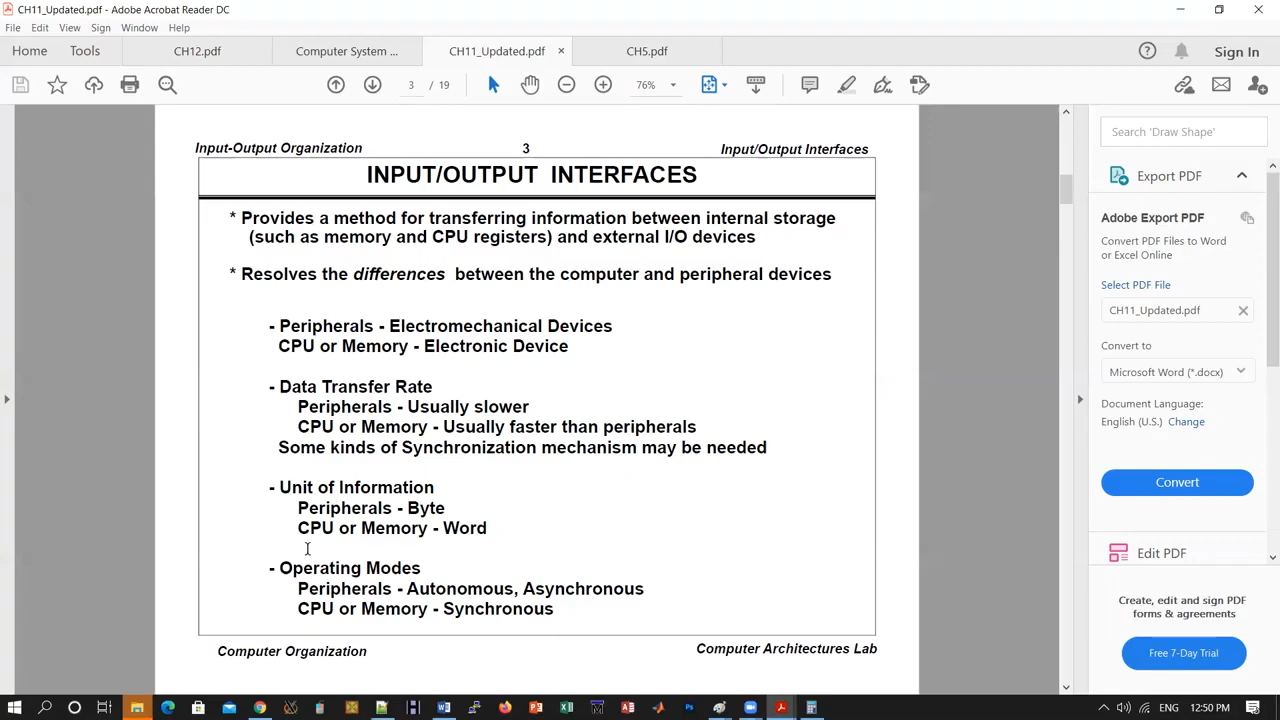 CH11_Updated.pdf - Adobe Acrobat Reader DC
File Edit View Sign Window Help
Home Tools CH12.pdf Computer System ... CH11_Updated.pdf × CH5.pdf Sign In
3 / 19 76%
Input-Output Organization 3 Input/Output Interfaces
INPUT/OUTPUT INTERFACES
* Provides a method for transferring information between internal storage
(such as memory and CPU registers) and external I/O devices
* Resolves the differences between the computer and peripheral devices
- Peripherals - Electromechanical Devices
CPU or Memory - Electronic Device
- Data Transfer Rate
Peripherals - Usually slower
CPU or Memory - Usually faster than peripherals
Some kinds of Synchronization mechanism may be needed
- Unit of Information
Peripherals - Byte
CPU or Memory - Word
- Operating Modes
Peripherals - Autonomous, Asynchronous
CPU or Memory - Synchronous
Computer Organization Computer Architectures Lab
Search 'Draw Shape'
Export PDF
Adobe Export PDF
Convert PDF Files to Word
or Excel Online
Select PDF File
CH11_Updated.pdf
Convert to
Microsoft Word (*.docx)
Document Language:
English (U.S.) Change
Convert
Edit PDF
Create, edit and sign PDF
forms & agreements
Free 7-Day Trial
ENG 12:50 PM